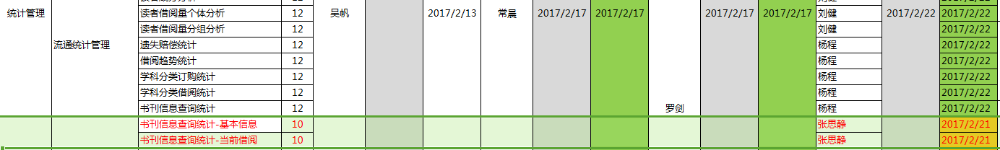 统计管理 读者借阅量个体分析 12 吴帆 2017/2/13 常晨 2017/2/17 2017/2/17 2017/2/17 2017/2/17 刘健 2017/2/22 2017/2/22
读者借阅量分组分析 12 刘健 2017/2/22
流通统计管理 遗失赔偿统计 12 杨程 2017/2/22
借阅趋势统计 12 杨程 2017/2/22
学科分类订购统计 12 杨程 2017/2/22
学科分类借阅统计 12 杨程 2017/2/22
书刊信息查询统计 12 罗剑 杨程 2017/2/22
书刊信息查询统计-基本信息 10 张思静 2017/2/21
书刊信息查询统计-当前借阅 10 张思静 2017/2/21